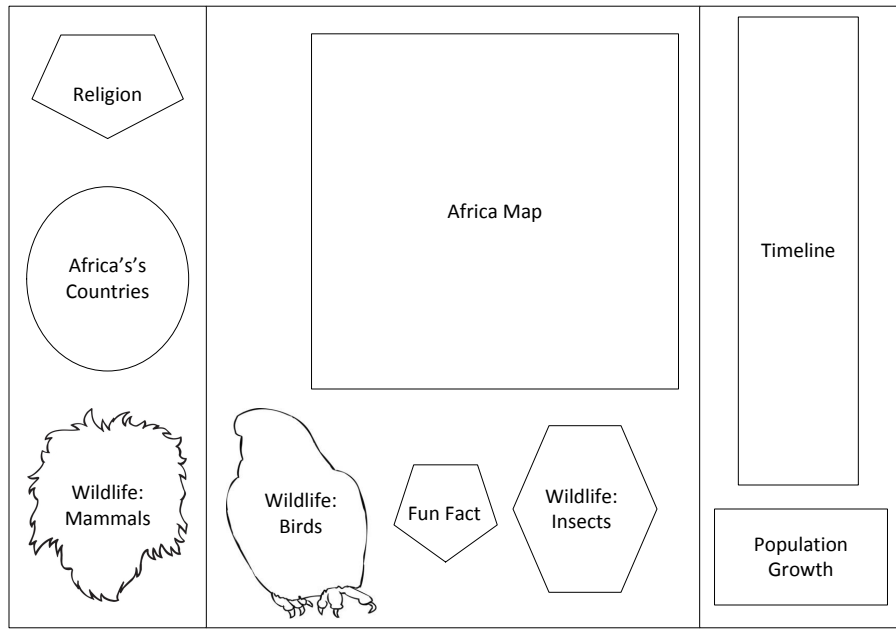 Religion
Africa's's
Countries
Wildlife:
Mammals
Africa Map
Wildlife:
Birds
Fun Fact
Wildlife:
Insects
Timeline
Population
Growth